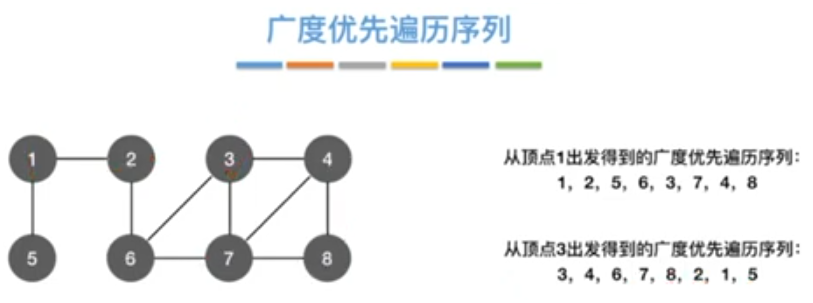 广度优先遍历序列
1 2 3 4
5 6 7 8
从顶点1出发得到的广度优先遍历序列：
1，2，5，6，3，7，4，8
从顶点3出发得到的广度优先遍历序列：
3，4，6，7，8，2，1，5